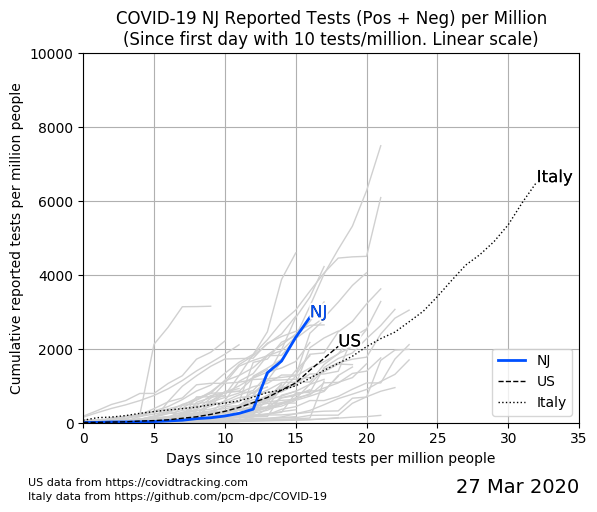 COVID-19 NJ Reported Tests (Pos + Neg) per Million
(Since first day with 10 tests/million. Linear scale)
Cumulative reported tests per million people
10000
8000
6000
4000
2000
0
Italy
NJ
US
NJ
US
Italy
0 5 10 15 20 25 30 35
Days since 10 reported tests per million people
US data from https://covidtracking.com
Italy data from https://github.com/pcm-dpc/COVID-19
27 Mar 2020